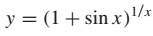 y = (1 + sin x)^{1/x}